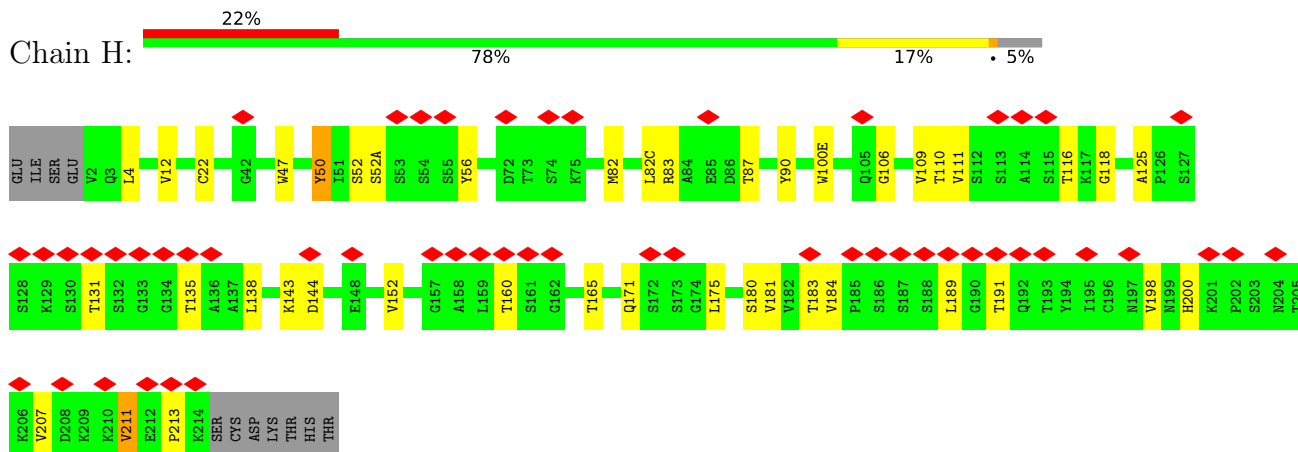 22%
Chain H:
78% 17% • 5%
GLU ILE SER GLU V2 Q3 L4 V12 C22 G42 W47 Y50 I51 S52 S52A S53 S54 S55 Y56 D72 T73 S74 K75 M82 L82C R83 A84 E85 D86 T87 Y90 W100E Q105 G106 V109 T110 V111 S112 S113 A114 S115 T116 K117 G118 A125 P126 S127
S128 K129 S130 T131 S132 G133 G134 T135 A136 A137 L138 K143 D144 E148 V152 G157 A158 L159 T160 S161 G162 T165 Q171 S172 S173 G174 L175 S180 V181 V182 T183 V184 P185 S186 S187 S188 L189 G190 T191 Q192 T193 Y194 I195 C196 N197 V198 N199 H200 K201 P202 S203 N204 T205
K206 V207 D208 K209 K210 V211 E212 P213 K214 SER CYS ASP LYS THR HIS THR